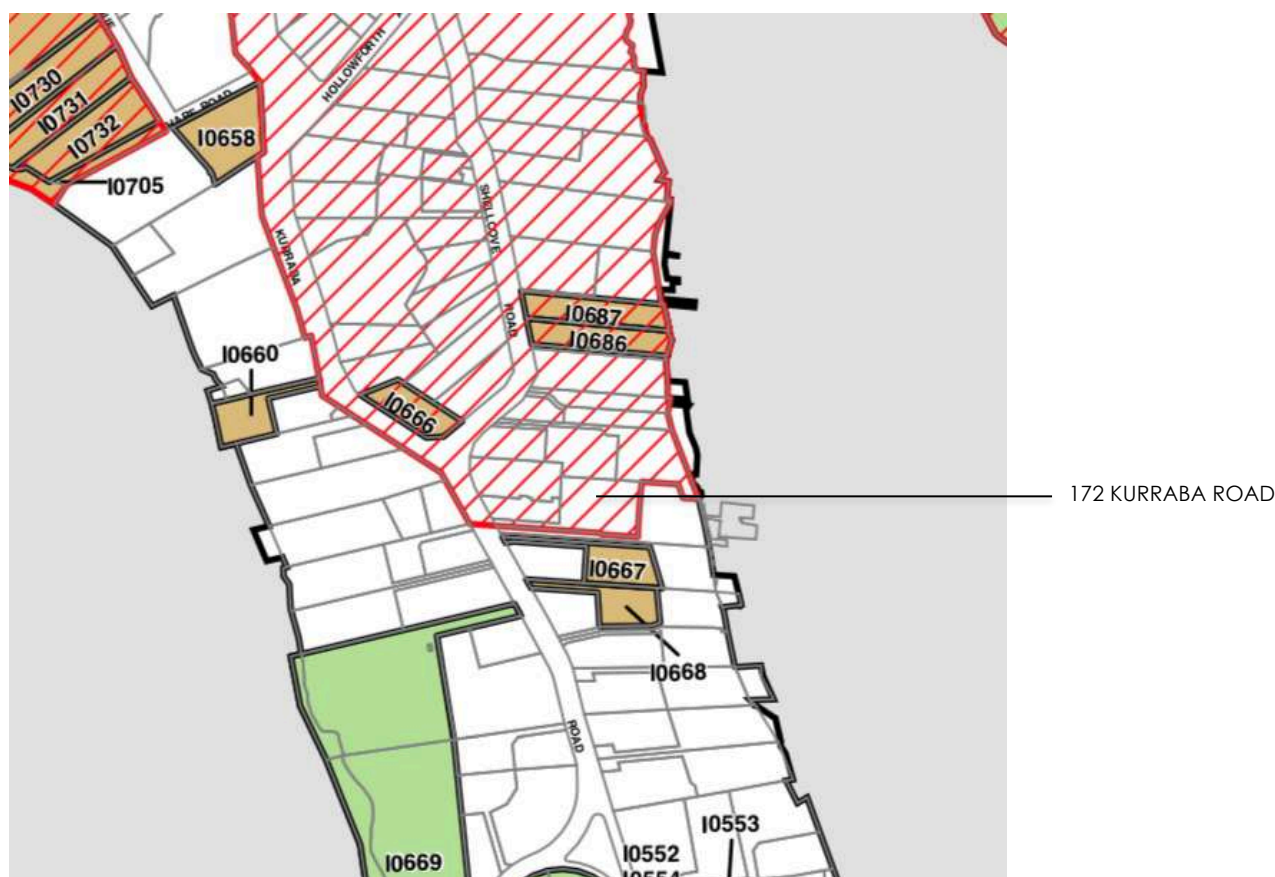 HOLLOWFORTH
I0730
I0731
I0732
I0658
I0705
SHELLCOVE
KURRABA
I0687
ROAD
I0686
I0660
I0666
172 KURRABA ROAD
I0667
I0668
ROAD
I0553
I0552
I0669